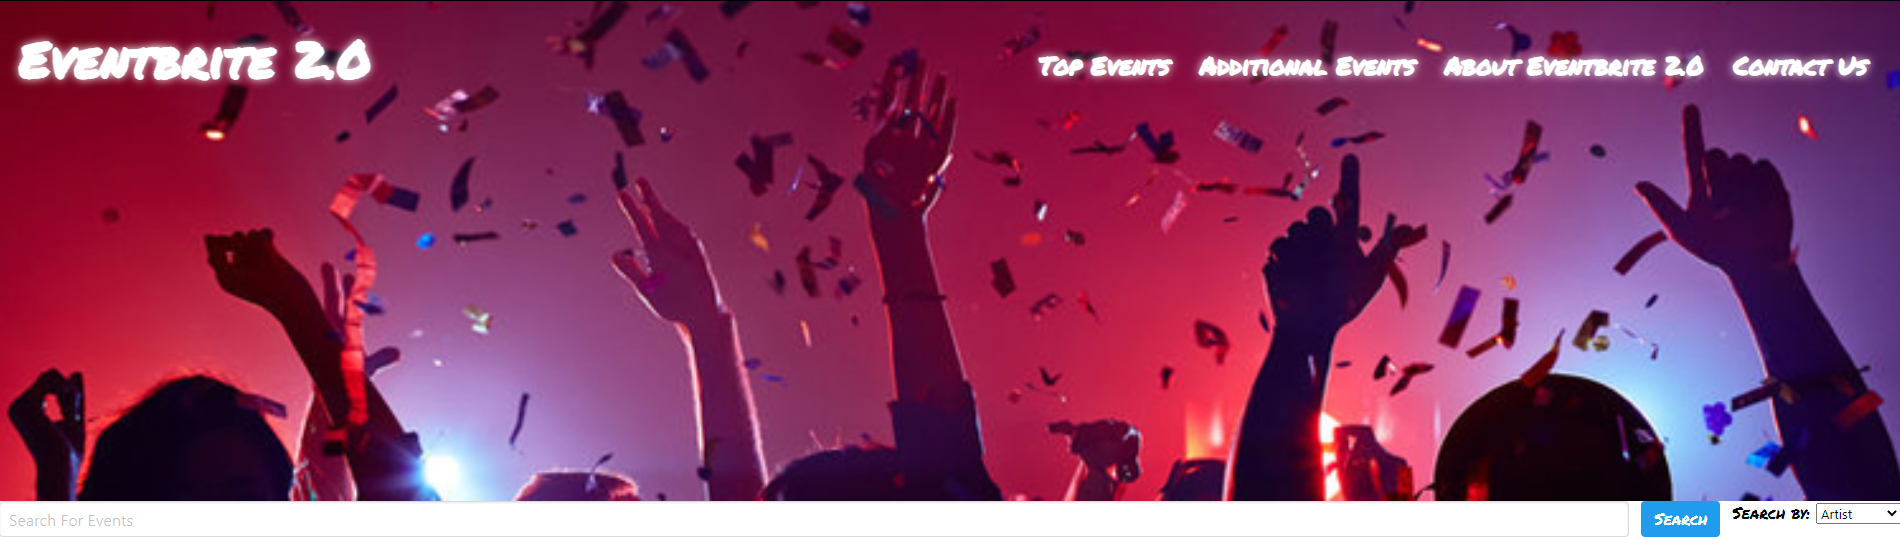 Eventbrite 2.0
Top Events Additional Events About Eventbrite 2.0 Contact Us
Search For Events Search Search by: Artist